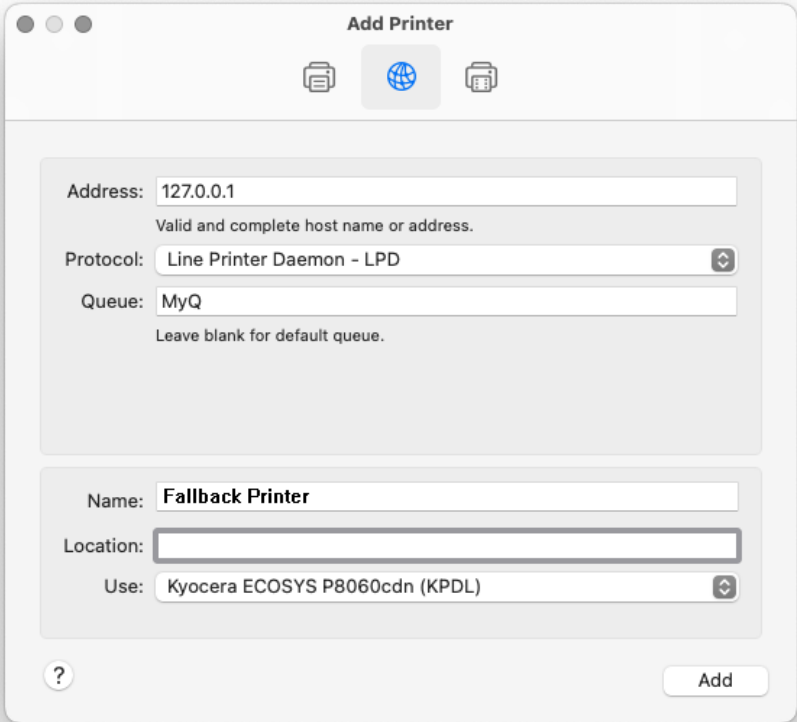 Add Printer
Address: 127.0.0.1
Valid and complete host name or address.
Protocol: Line Printer Daemon - LPD
Queue: MyQ
Leave blank for default queue.
Name: Fallback Printer
Location:
Use: Kyocera ECOSYS P8060cdn (KPDL)
? Add